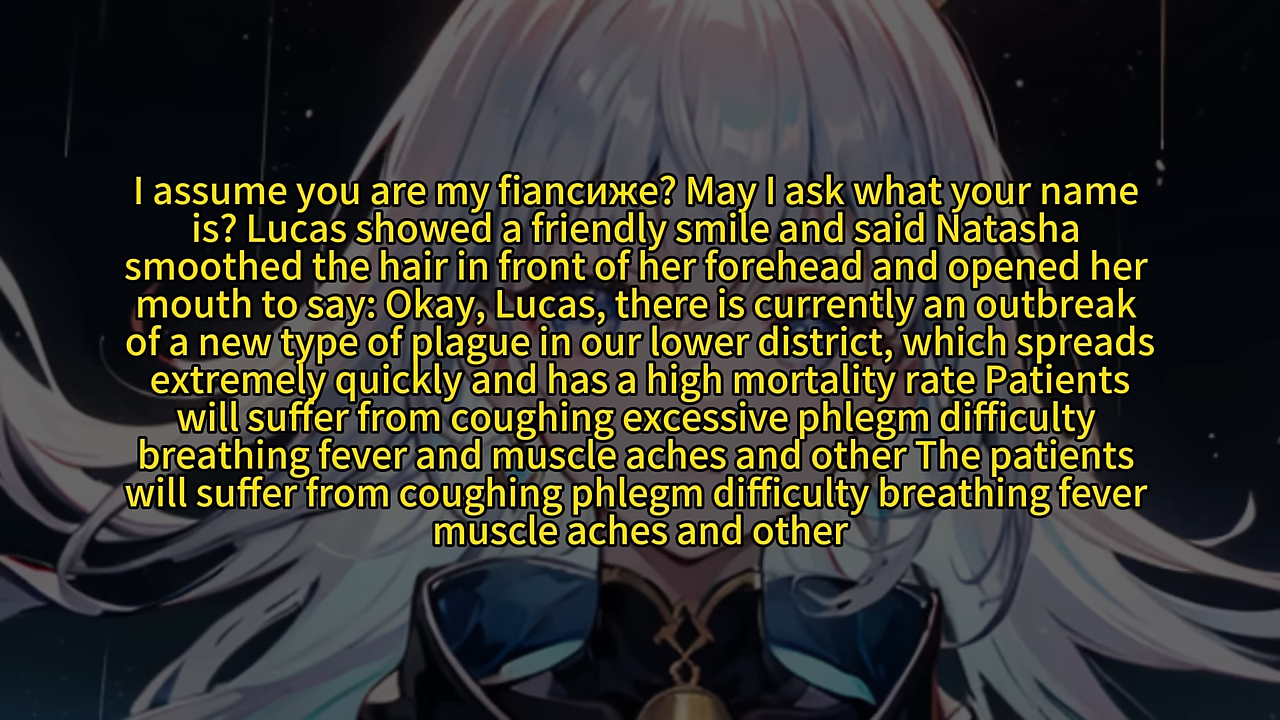 I assume you are my fiancиже? May I ask what your name
is? Lucas showed a friendly smile and said Natasha
smoothed the hair in front of her forehead and opened her
mouth to say: Okay, Lucas, there is currently an outbreak
of a new type of plague in our lower district, which spreads
extremely quickly and has a high mortality rate Patients
will suffer from coughing excessive phlegm difficulty
breathing fever and muscle aches and other The patients
will suffer from coughing phlegm difficulty breathing fever
muscle aches and other